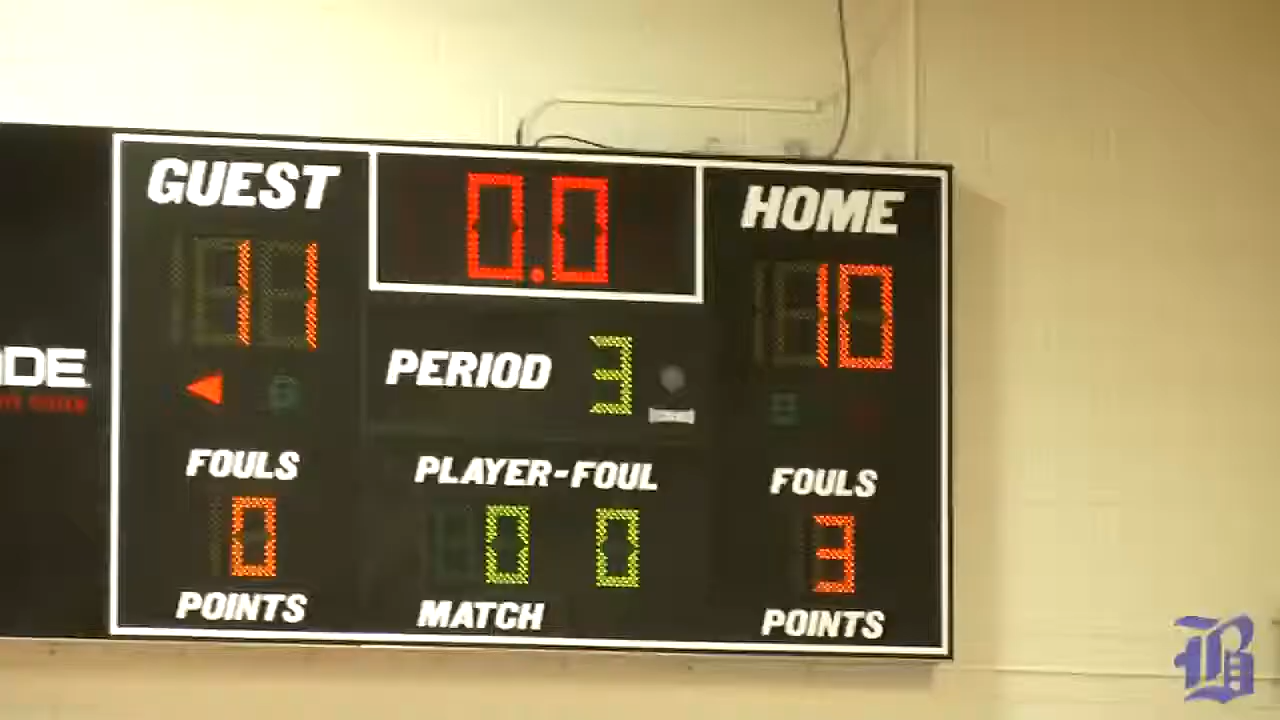 GUEST
0.0
HOME
11
10
PERIOD 3
DE
FOULS
PLAYER-FOUL
FOULS
0
0 0
3
POINTS
MATCH
POINTS
B